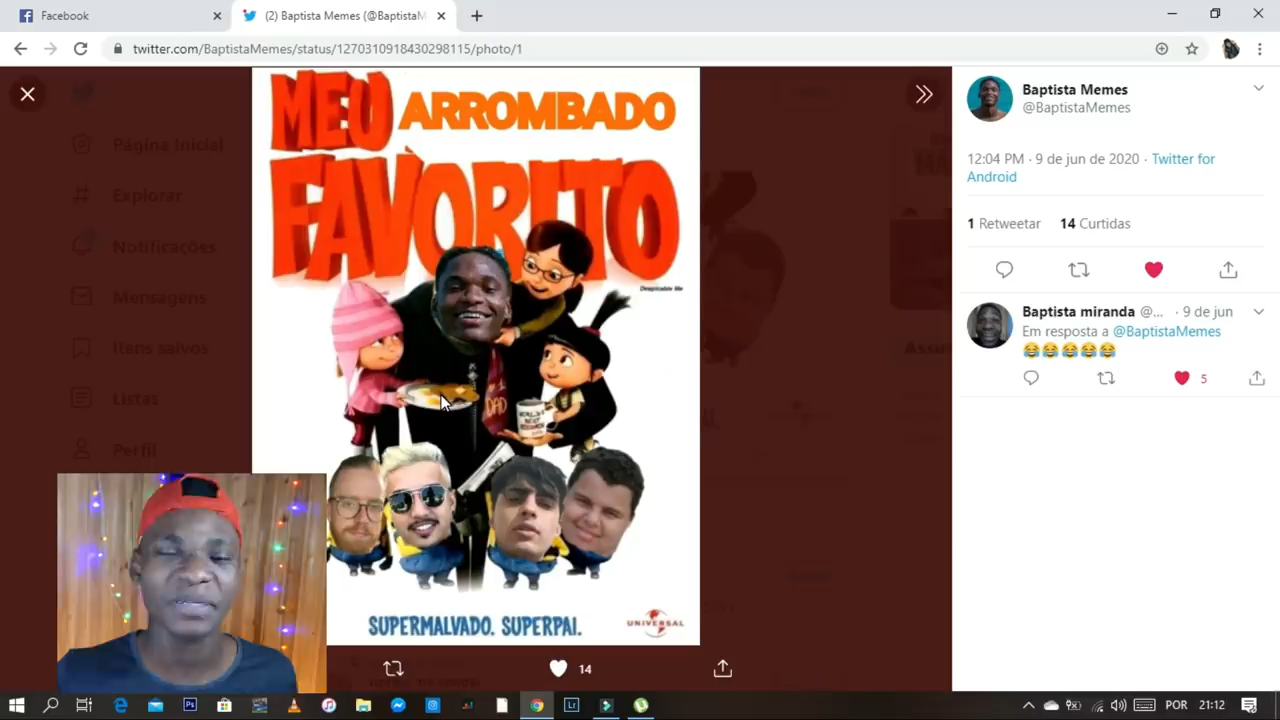 Facebook
(2) Baptista Memes (@BaptistaM
twitter.com/BaptistaMemes/status/1270310918430298115/photo/1
MEU ARROMBADO
FAVORITO
Despicable Me
DAD
SUPERMALVADO. SUPERPAI.
UNIVERSAL
14
Página Inicial
Explorar
Notificações
Mensagens
Itens salvos
Listas
Perfil
Baptista Memes
@BaptistaMemes
12:04 PM · 9 de jun de 2020 · Twitter for
Android
1 Retweetar 14 Curtidas
Baptista miranda @... · 9 de jun
Em resposta a @BaptistaMemes
5
POR 21:12